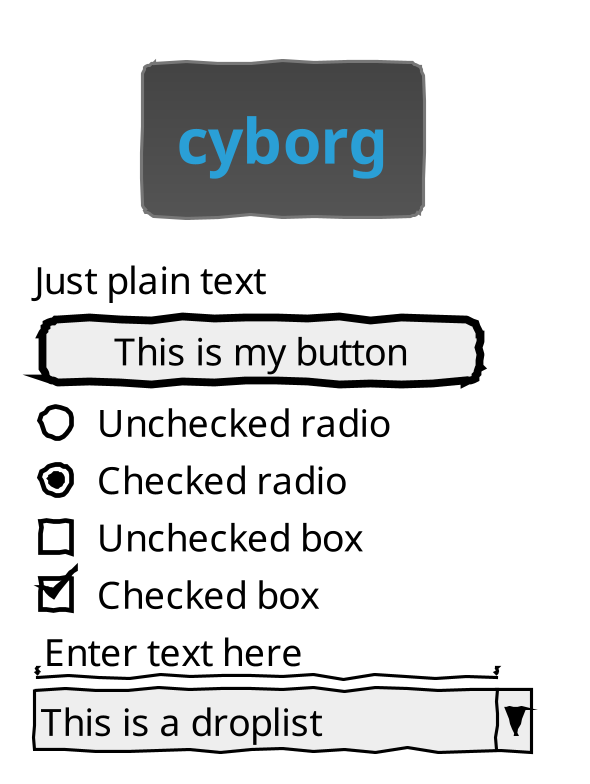 cyborg
Just plain text
This is my button
Unchecked radio
Checked radio
Unchecked box
Checked box
Enter text here
This is a droplist